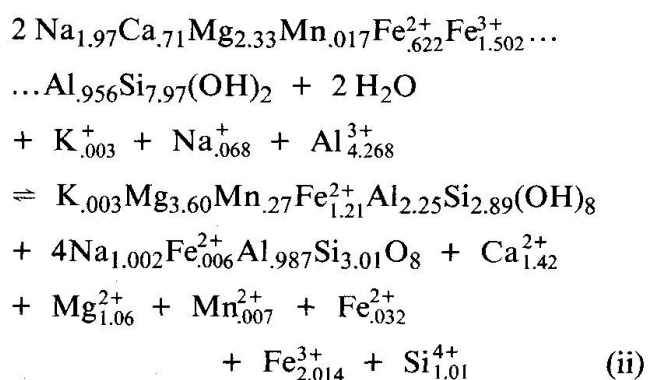 2 Na₁.₉₇Ca.₇₁Mg₂.₃₃Mn.₀₁₇Fe²⁺.₆₂₂Fe³⁺₁.₅₀₂...
...Al.₉₅₆Si₇.₉₇(OH)₂ + 2 H₂O
+ K⁺.₀₀₃ + Na⁺.₀₆₈ + Al³⁺₄.₂₆₈
⇌ K.₀₀₃Mg₃.₆₀Mn.₂₇Fe²⁺₁.₂₁Al₂.₂₅Si₂.₈₉(OH)₈
+ 4Na₁.₀₀₂Fe²⁺.₀₀₆Al.₉₈₇Si₃.₀₁O₈ + Ca²⁺₁.₄₂
+ Mg²⁺₁.₀₆ + Mn²⁺.₀₀₇ + Fe²⁺.₀₃₂
+ Fe³⁺₂.₀₁₄ + Si⁴⁺₁.₀₁ (ii)